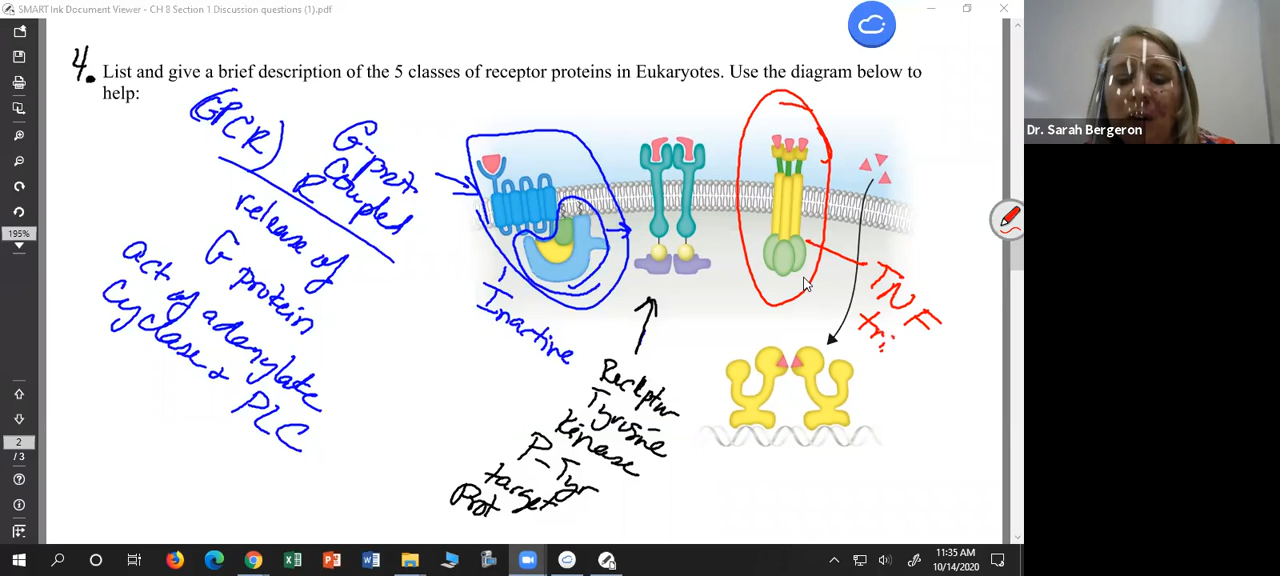 SMART Ink Document Viewer - CH 8 Section 1 Discussion questions (1).pdf
4. List and give a brief description of the 5 classes of receptor proteins in Eukaryotes. Use the diagram below to
help:
(GPCR)
G-prot
Coupled
R
release of
G protein
act of adenylate
cyclase +
PLC
Inactive
Receptor
Tyrosine
kinase
P-Tyr
target
Prot
TNF
tri
Dr. Sarah Bergeron
195%
2
/ 3
11:35 AM
10/14/2020